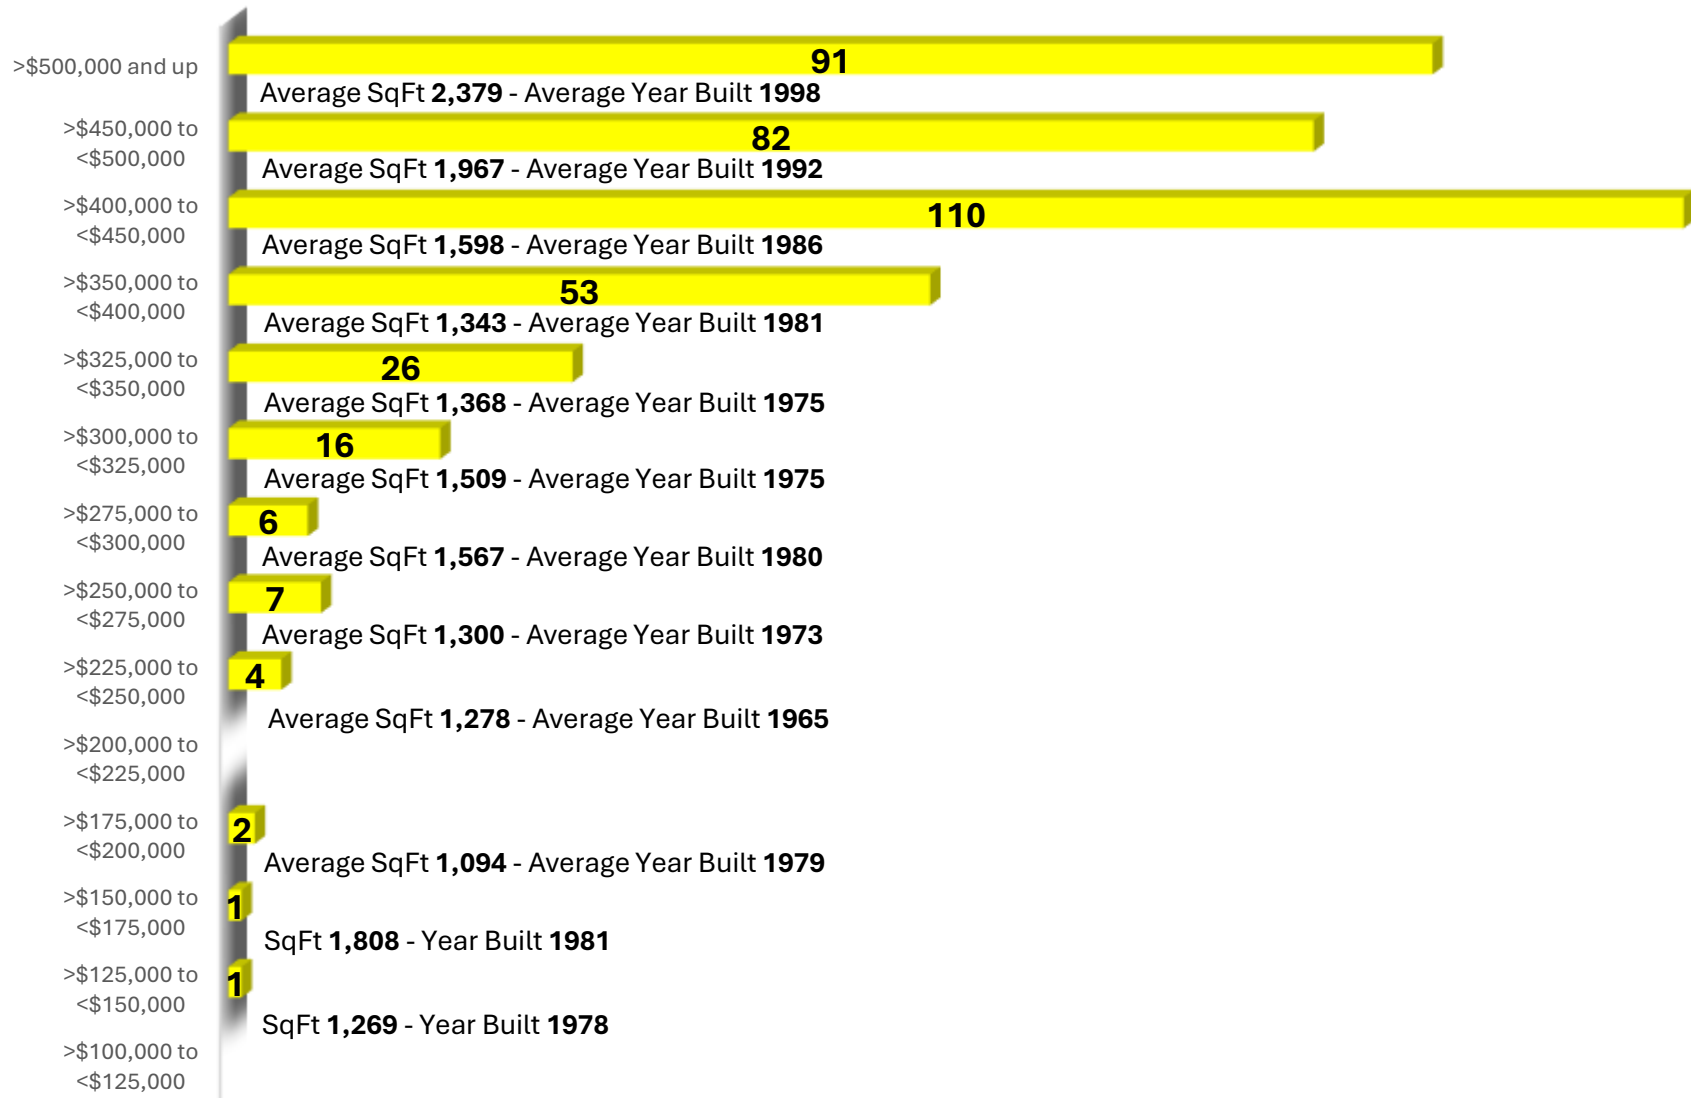 >$500,000 and up
91
Average SqFt 2,379 - Average Year Built 1998
>$450,000 to
<$500,000
82
Average SqFt 1,967 - Average Year Built 1992
>$400,000 to
<$450,000
110
Average SqFt 1,598 - Average Year Built 1986
>$350,000 to
<$400,000
53
Average SqFt 1,343 - Average Year Built 1981
>$325,000 to
<$350,000
26
Average SqFt 1,368 - Average Year Built 1975
>$300,000 to
<$325,000
16
Average SqFt 1,509 - Average Year Built 1975
>$275,000 to
<$300,000
6
Average SqFt 1,567 - Average Year Built 1980
>$250,000 to
<$275,000
7
Average SqFt 1,300 - Average Year Built 1973
>$225,000 to
<$250,000
4
Average SqFt 1,278 - Average Year Built 1965
>$200,000 to
<$225,000
>$175,000 to
<$200,000
2
Average SqFt 1,094 - Average Year Built 1979
>$150,000 to
<$175,000
1
SqFt 1,808 - Year Built 1981
>$125,000 to
<$150,000
1
SqFt 1,269 - Year Built 1978
>$100,000 to
<$125,000